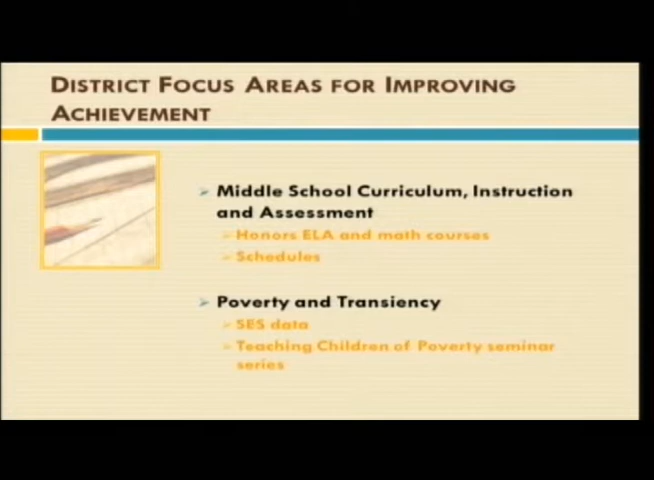 DISTRICT FOCUS AREAS FOR IMPROVING
ACHIEVEMENT
Middle School Curriculum, Instruction
and Assessment
Honors ELA and math courses
Schedules
Poverty and Transiency
SES data
Teaching Children of Poverty seminar
series